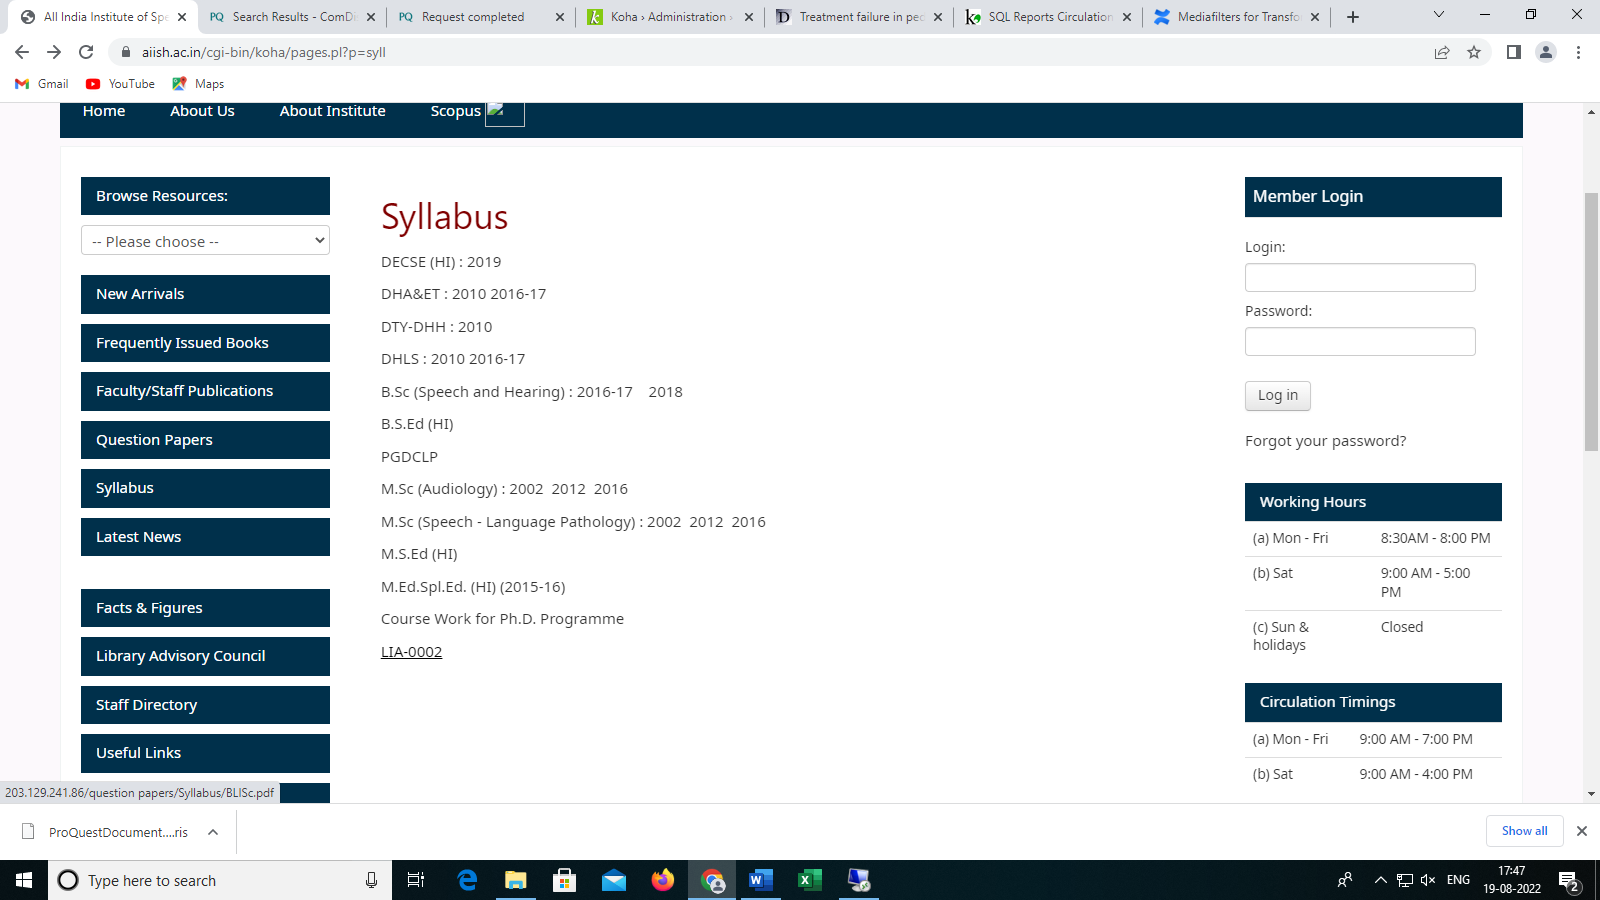 All India Institute of Spe
Search Results - ComDi
Request completed
Koha › Administration ›
Treatment failure in ped
SQL Reports Circulation
Mediafilters for Transfo
aiish.ac.in/cgi-bin/koha/pages.pl?p=syll
Gmail
YouTube
Maps
Home
About Us
About Institute
Scopus
Browse Resources:
-- Please choose --
New Arrivals
Frequently Issued Books
Faculty/Staff Publications
Question Papers
Syllabus
Latest News
Facts & Figures
Library Advisory Council
Staff Directory
Useful Links
Syllabus
DECSE (HI) : 2019
DHA&ET : 2010 2016-17
DTY-DHH : 2010
DHLS : 2010 2016-17
B.Sc (Speech and Hearing) : 2016-17 2018
B.S.Ed (HI)
PGDCLP
M.Sc (Audiology) : 2002 2012 2016
M.Sc (Speech - Language Pathology) : 2002 2012 2016
M.S.Ed (HI)
M.Ed.Spl.Ed. (HI) (2015-16)
Course Work for Ph.D. Programme
LIA-0002
Member Login
Login:
Password:
Log in
Forgot your password?
Working Hours
(a) Mon - Fri 8:30AM - 8:00 PM
(b) Sat 9:00 AM - 5:00
PM
(c) Sun & Closed
holidays
Circulation Timings
(a) Mon - Fri 9:00 AM - 7:00 PM
(b) Sat 9:00 AM - 4:00 PM
203.129.241.86/question papers/Syllabus/BLISc.pdf
ProQuestDocument....ris
Show all
Type here to search
ENG
17:47
19-08-2022
2